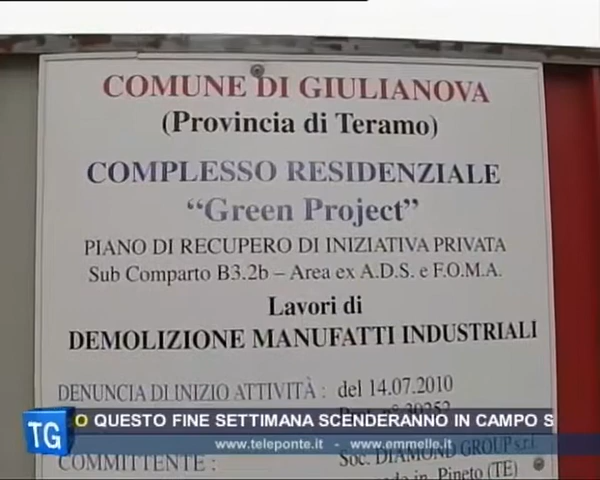 COMUNE DI GIULIANOVA
(Provincia di Teramo)
COMPLESSO RESIDENZIALE
“Green Project”
PIANO DI RECUPERO DI INIZIATIVA PRIVATA
Sub Comparto B3.2b – Area ex A.D.S. e F.O.M.A.
Lavori di
DEMOLIZIONE MANUFATTI INDUSTRIALI
DENUNCIA DI INIZIO ATTIVITÀ : del 14.07.2010
O QUESTO FINE SETTIMANA SCENDERANNO IN CAMPO S
TG
www.teleponte.it - www.emmelle.it
COMMITTENTE : Soc. DIAMOND GROUP s.r.l.
in Pineto (TE)